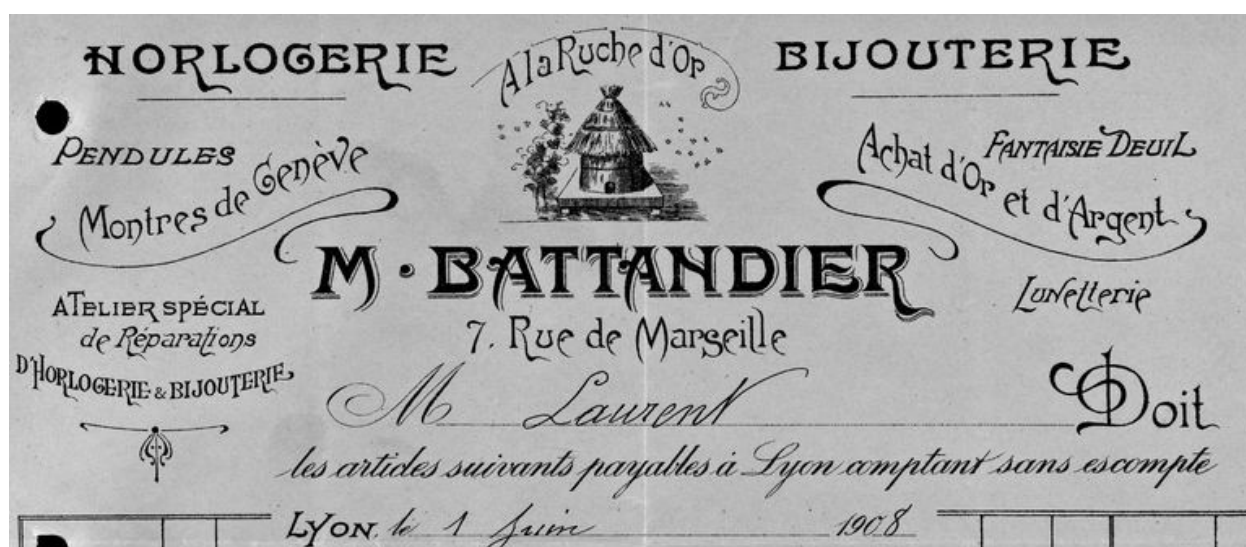 HORLOGERIE
A la Ruche d'Or
BIJOUTERIE
PENDULES
Montres de Genève
FANTAISIE DEUIL
Achat d'Or et d'Argent
M. BATTANDIER
Lunetterie
ATELIER SPÉCIAL
de Réparations
D'HORLOGERIE & BIJOUTERIE
7. Rue de Marseille
M Laurent Doit
les articles suivants payables à Lyon comptant sans escompte
LYON, le 1 Juin 1908